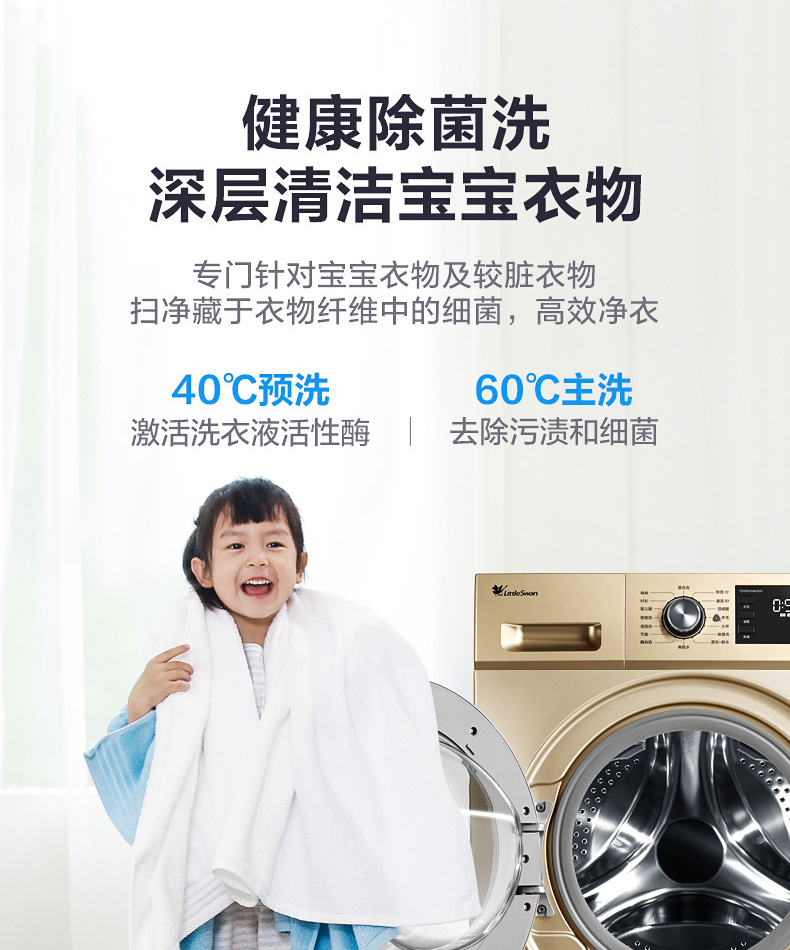 健康除菌洗
深层清洁宝宝衣物
专门针对宝宝衣物及较脏衣物
扫净藏于衣物纤维中的细菌，高效净衣
40℃预洗
激活洗衣液活性酶
60℃主洗
去除污渍和细菌
LittleSwan